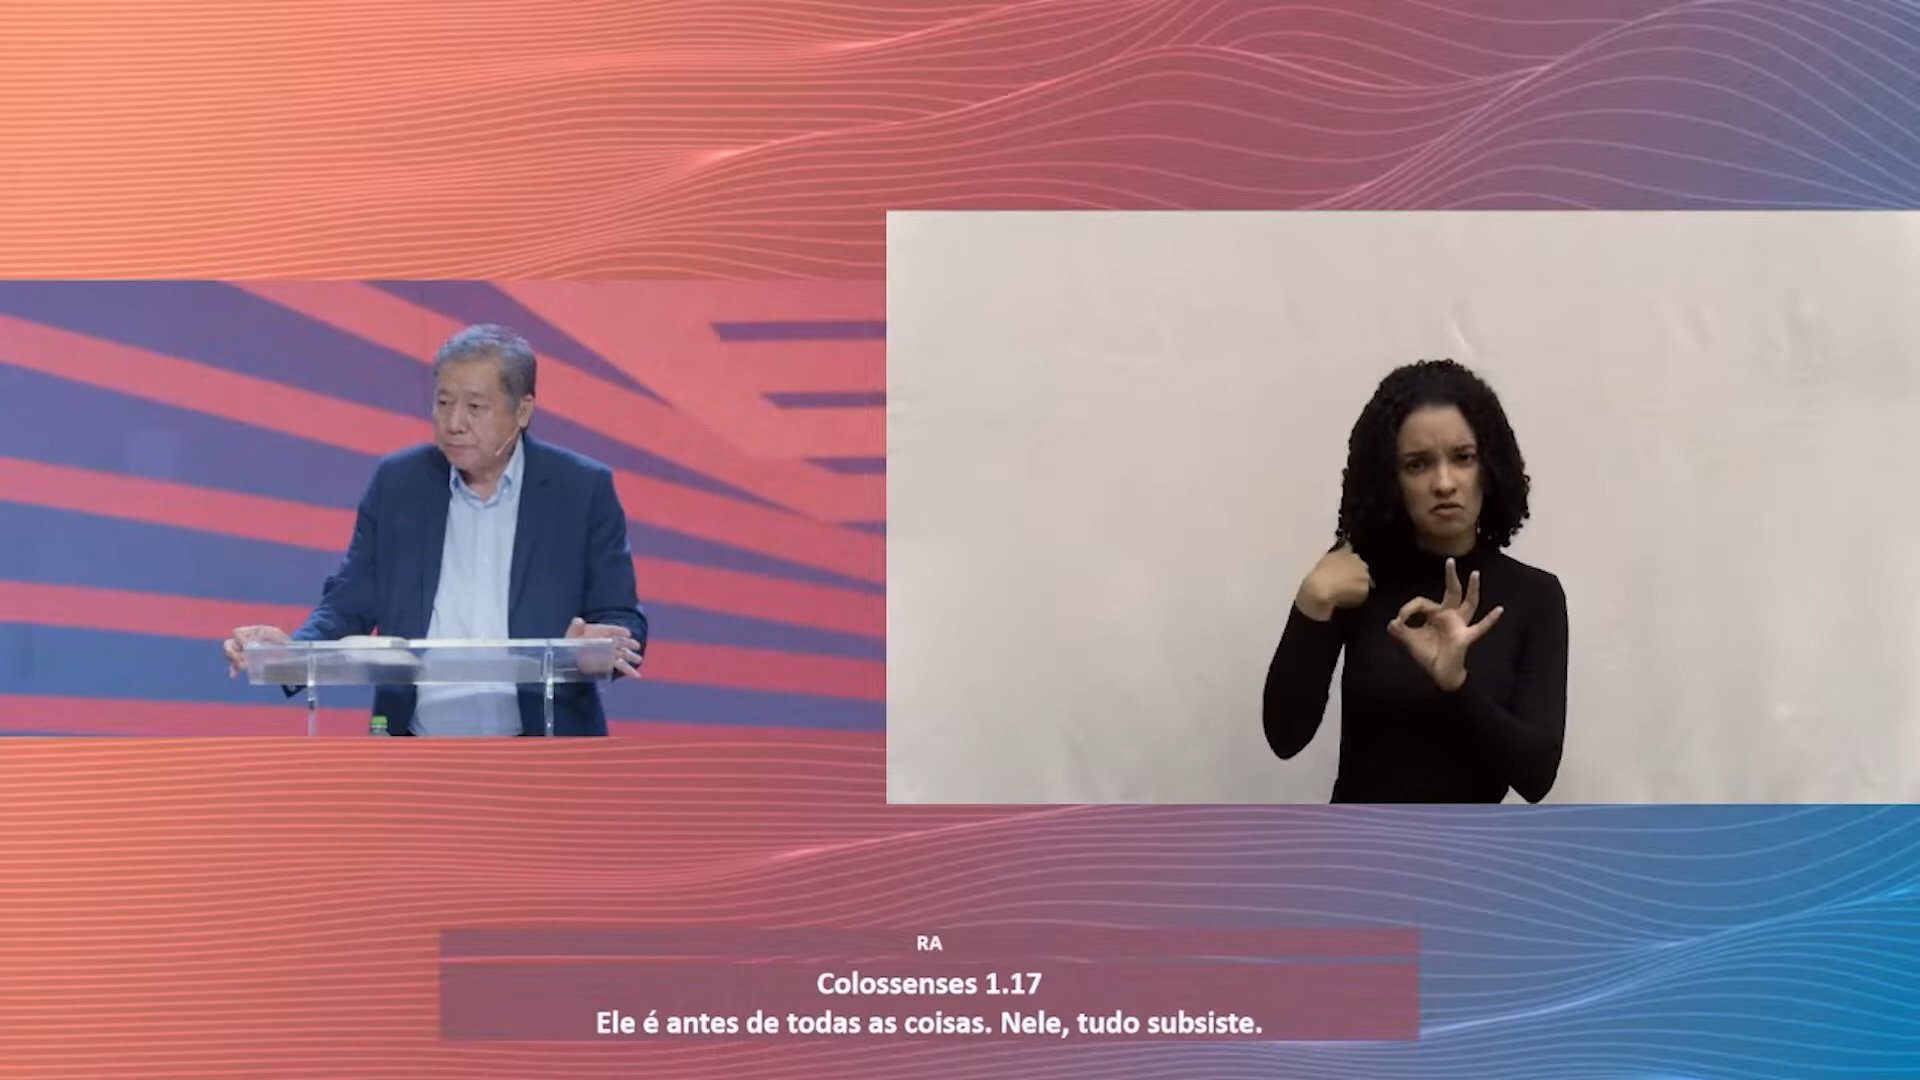 RA
Colossenses 1.17
Ele é antes de todas as coisas. Nele, tudo subsiste.